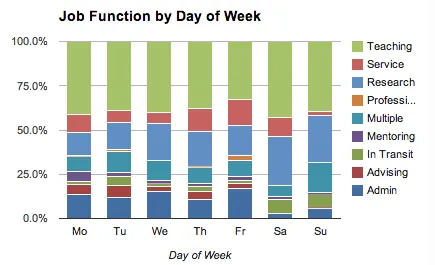 Job Function by Day of Week
100.0%
75.0%
50.0%
25.0%
0.0%
Mo Tu We Th Fr Sa Su
Day of Week
Teaching
Service
Research
Professi...
Multiple
Mentoring
In Transit
Advising
Admin